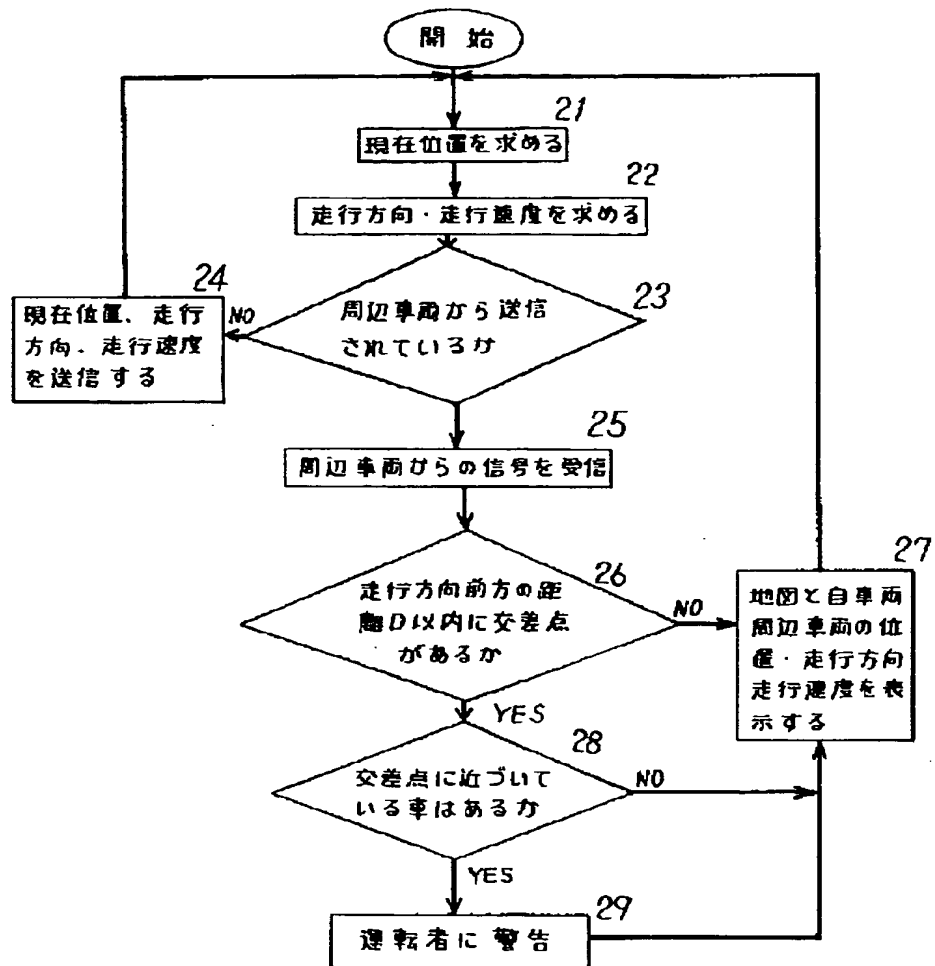 開始
21
現在位置を求める
22
走行方向・走行速度を求める
23
周辺車両から送信
されているか
NO
24
現在位置、走行
方向、走行速度
を送信する
25
周辺車両からの信号を受信
26
走行方向前方の距
離D以内に交差点
があるか
NO
27
地図と自車両
周辺車両の位
置・走行方向
走行速度を表
示する
YES
28
交差点に近づいて
いる車はあるか
NO
YES
29
運転者に警告